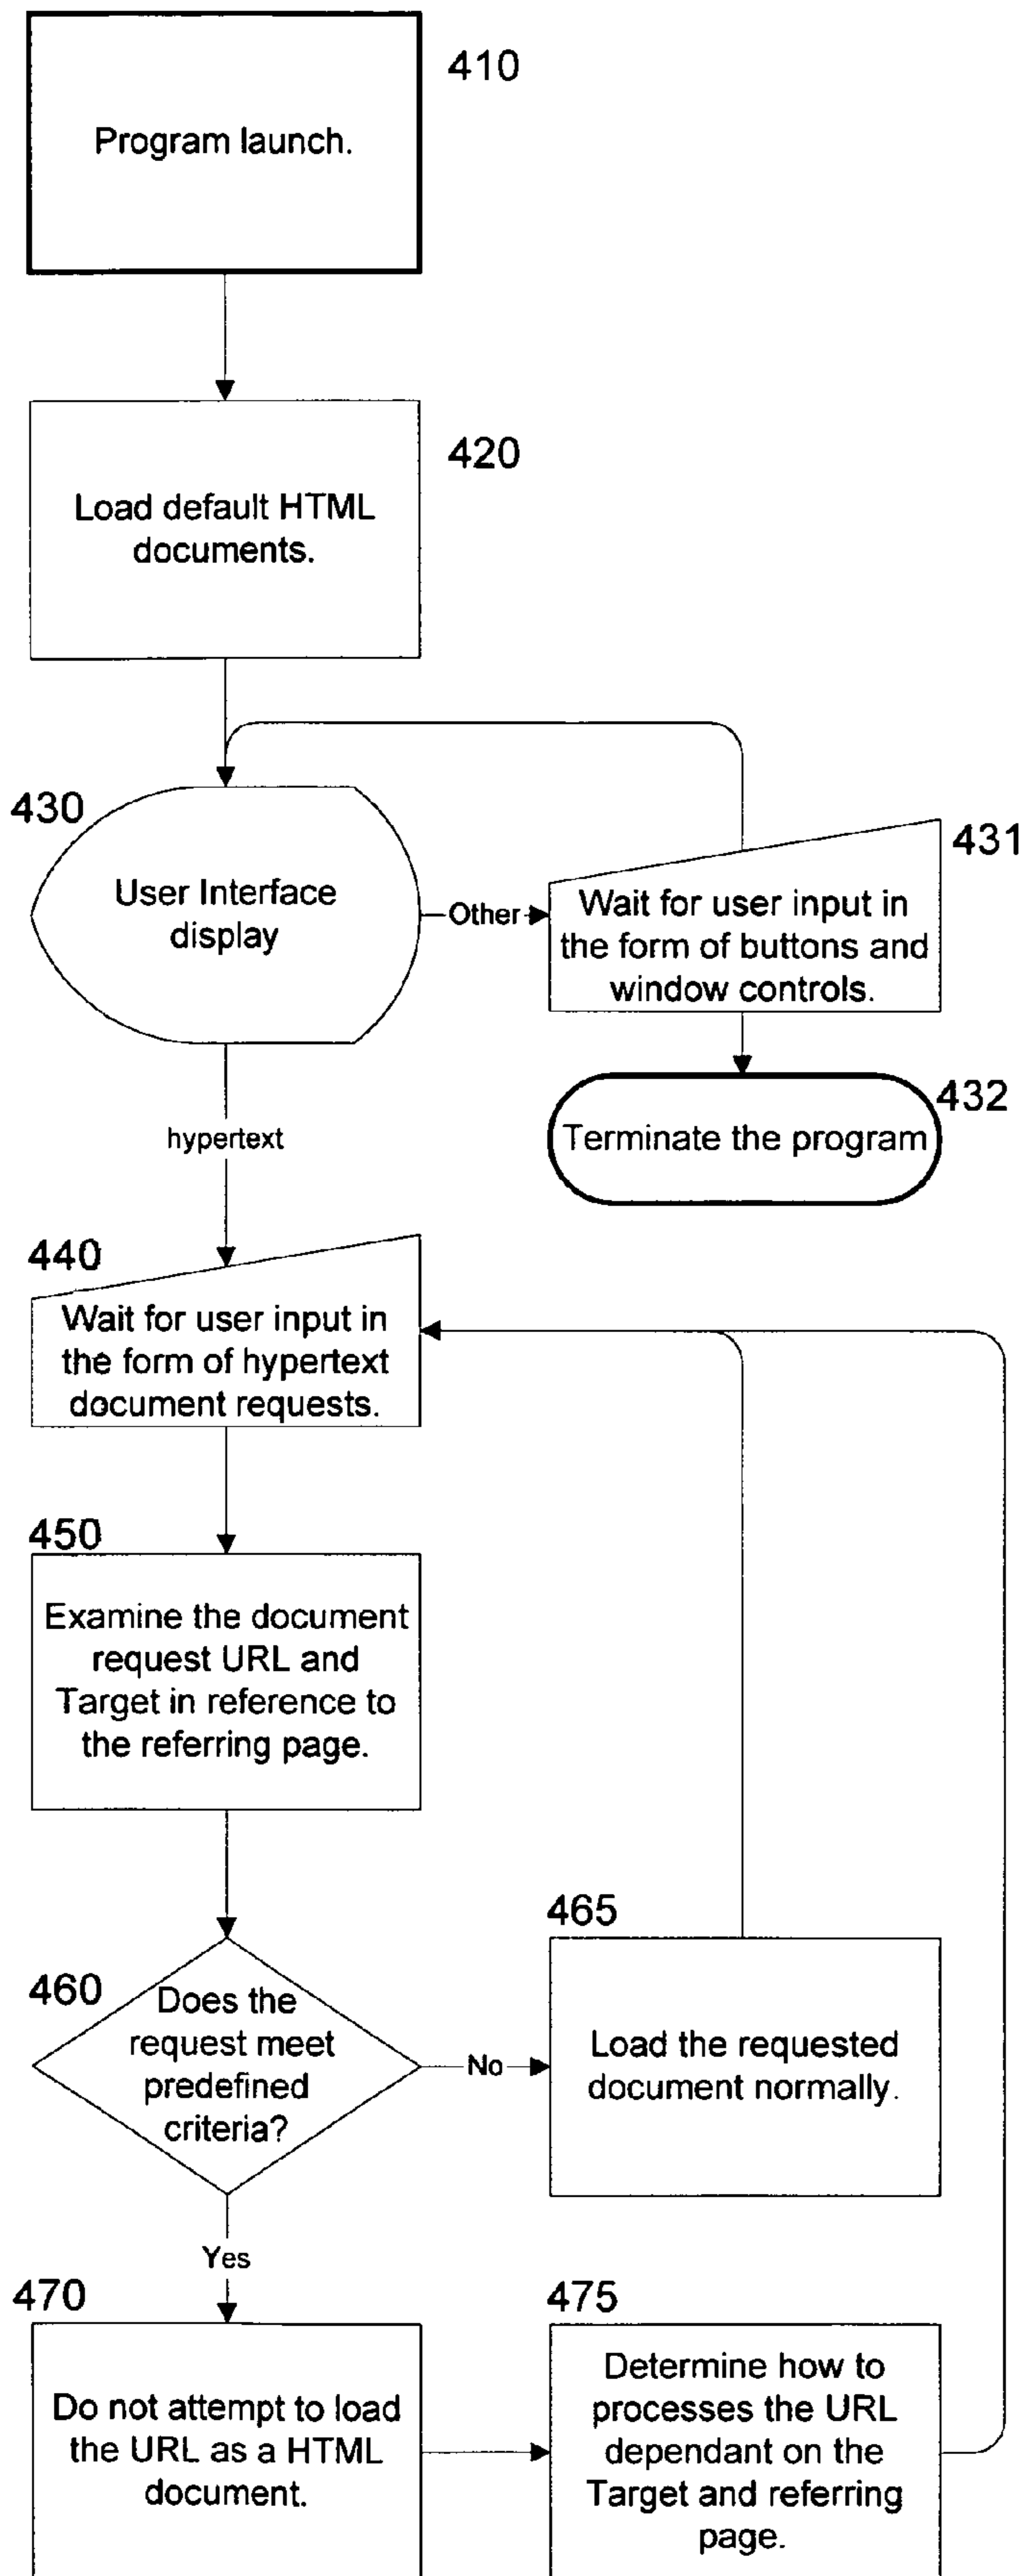 410
Program launch.
420
Load default HTML
documents.
430
User Interface
display
Other
431
Wait for user input in
the form of buttons and
window controls.
432
Terminate the program
hypertext
440
Wait for user input in
the form of hypertext
document requests.
450
Examine the document
request URL and
Target in reference to
the referring page.
460
Does the
request meet
predefined
criteria?
No
465
Load the requested
document normally.
Yes
470
Do not attempt to load
the URL as a HTML
document.
475
Determine how to
processes the URL
dependant on the
Target and referring
page.